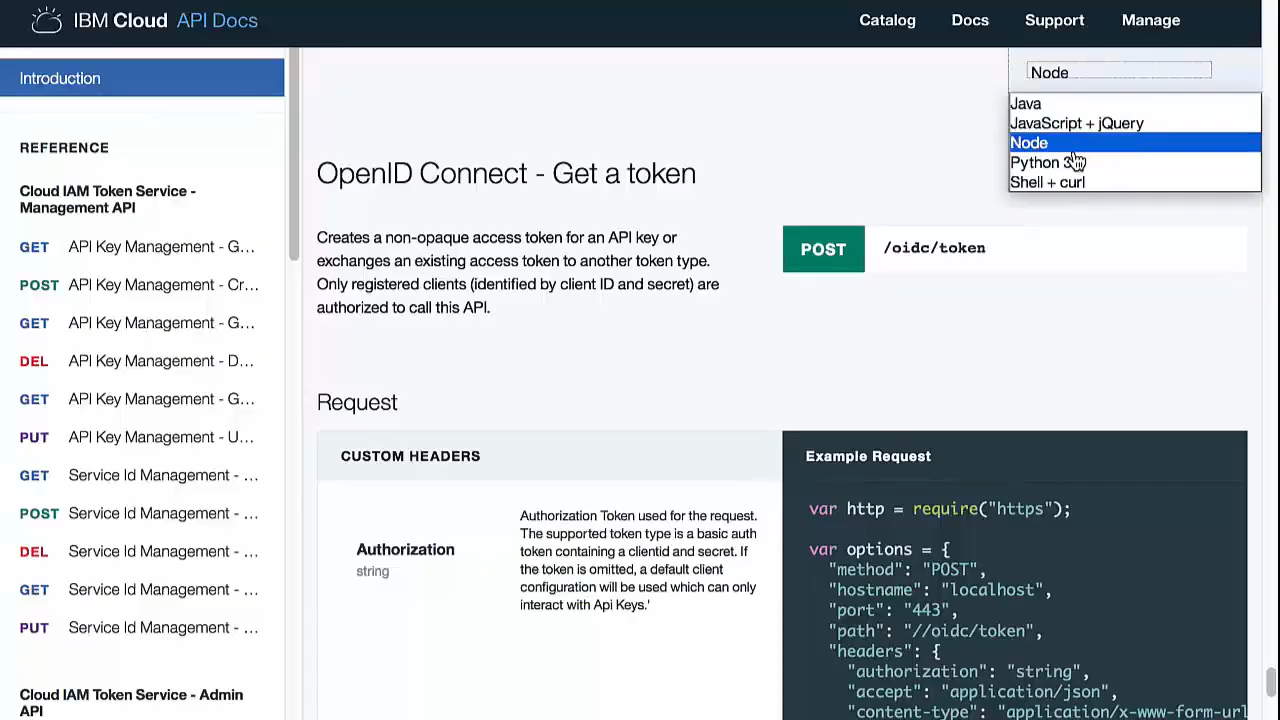 IBM Cloud API Docs
Catalog
Docs
Support
Manage
Introduction
REFERENCE
Cloud IAM Token Service -
Management API
GET API Key Management - G...
POST API Key Management - Cr...
GET API Key Management - G...
DEL API Key Management - D...
GET API Key Management - G...
PUT API Key Management - U...
GET Service Id Management - ...
POST Service Id Management - ...
DEL Service Id Management - ...
GET Service Id Management - ...
PUT Service Id Management - ...
Cloud IAM Token Service - Admin
API
Node
Java
JavaScript + jQuery
Node
Python
Shell + curl
OpenID Connect - Get a token
Creates a non-opaque access token for an API key or
exchanges an existing access token to another token type.
Only registered clients (identified by client ID and secret) are
authorized to call this API.
POST /oidc/token
Request
CUSTOM HEADERS
Authorization
string
Authorization Token used for the request.
The supported token type is a basic auth
token containing a clientid and secret. If
the token is omitted, a default client
configuration will be used which can only
interact with Api Keys.'
Example Request
var http = require("https");
var options = {
"method": "POST",
"hostname": "localhost",
"port": "443",
"path": "//oidc/token",
"headers": {
"authorization": "string",
"accept": "application/json",
"content-type": "application/x-www-form-url